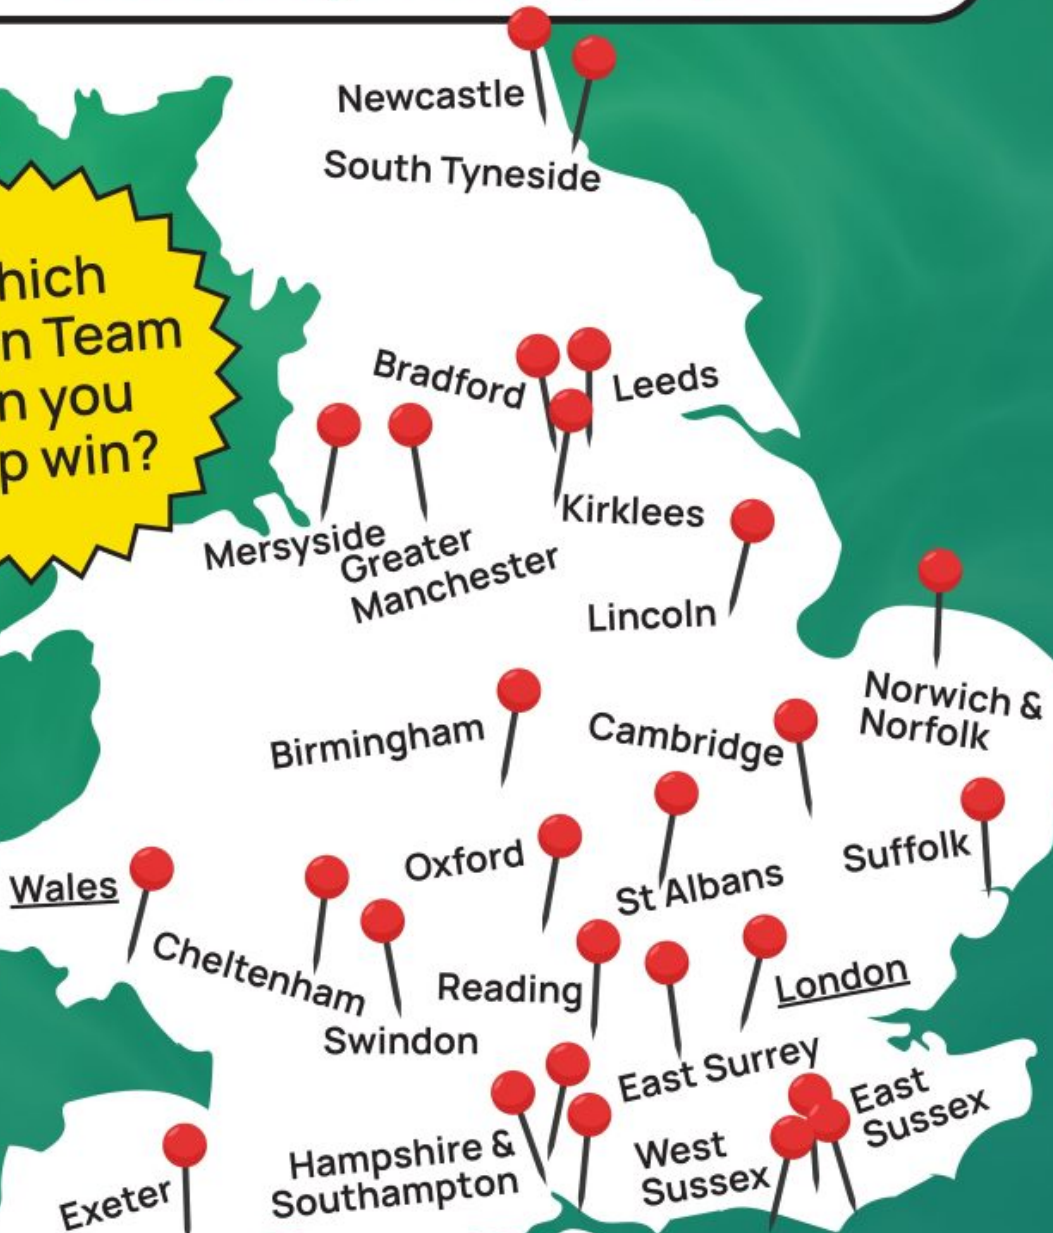 Newcastle
South Tyneside
hich
n Team
n you
p win?
Bradford
Leeds
Kirklees
Mersyside
Greater
Manchester
Lincoln
Norwich &
Norfolk
Birmingham
Cambridge
Suffolk
Oxford
St Albans
Wales
Cheltenham
Swindon
Reading
London
East Surrey
East
Sussex
Hampshire &
Southampton
West
Sussex
Exeter